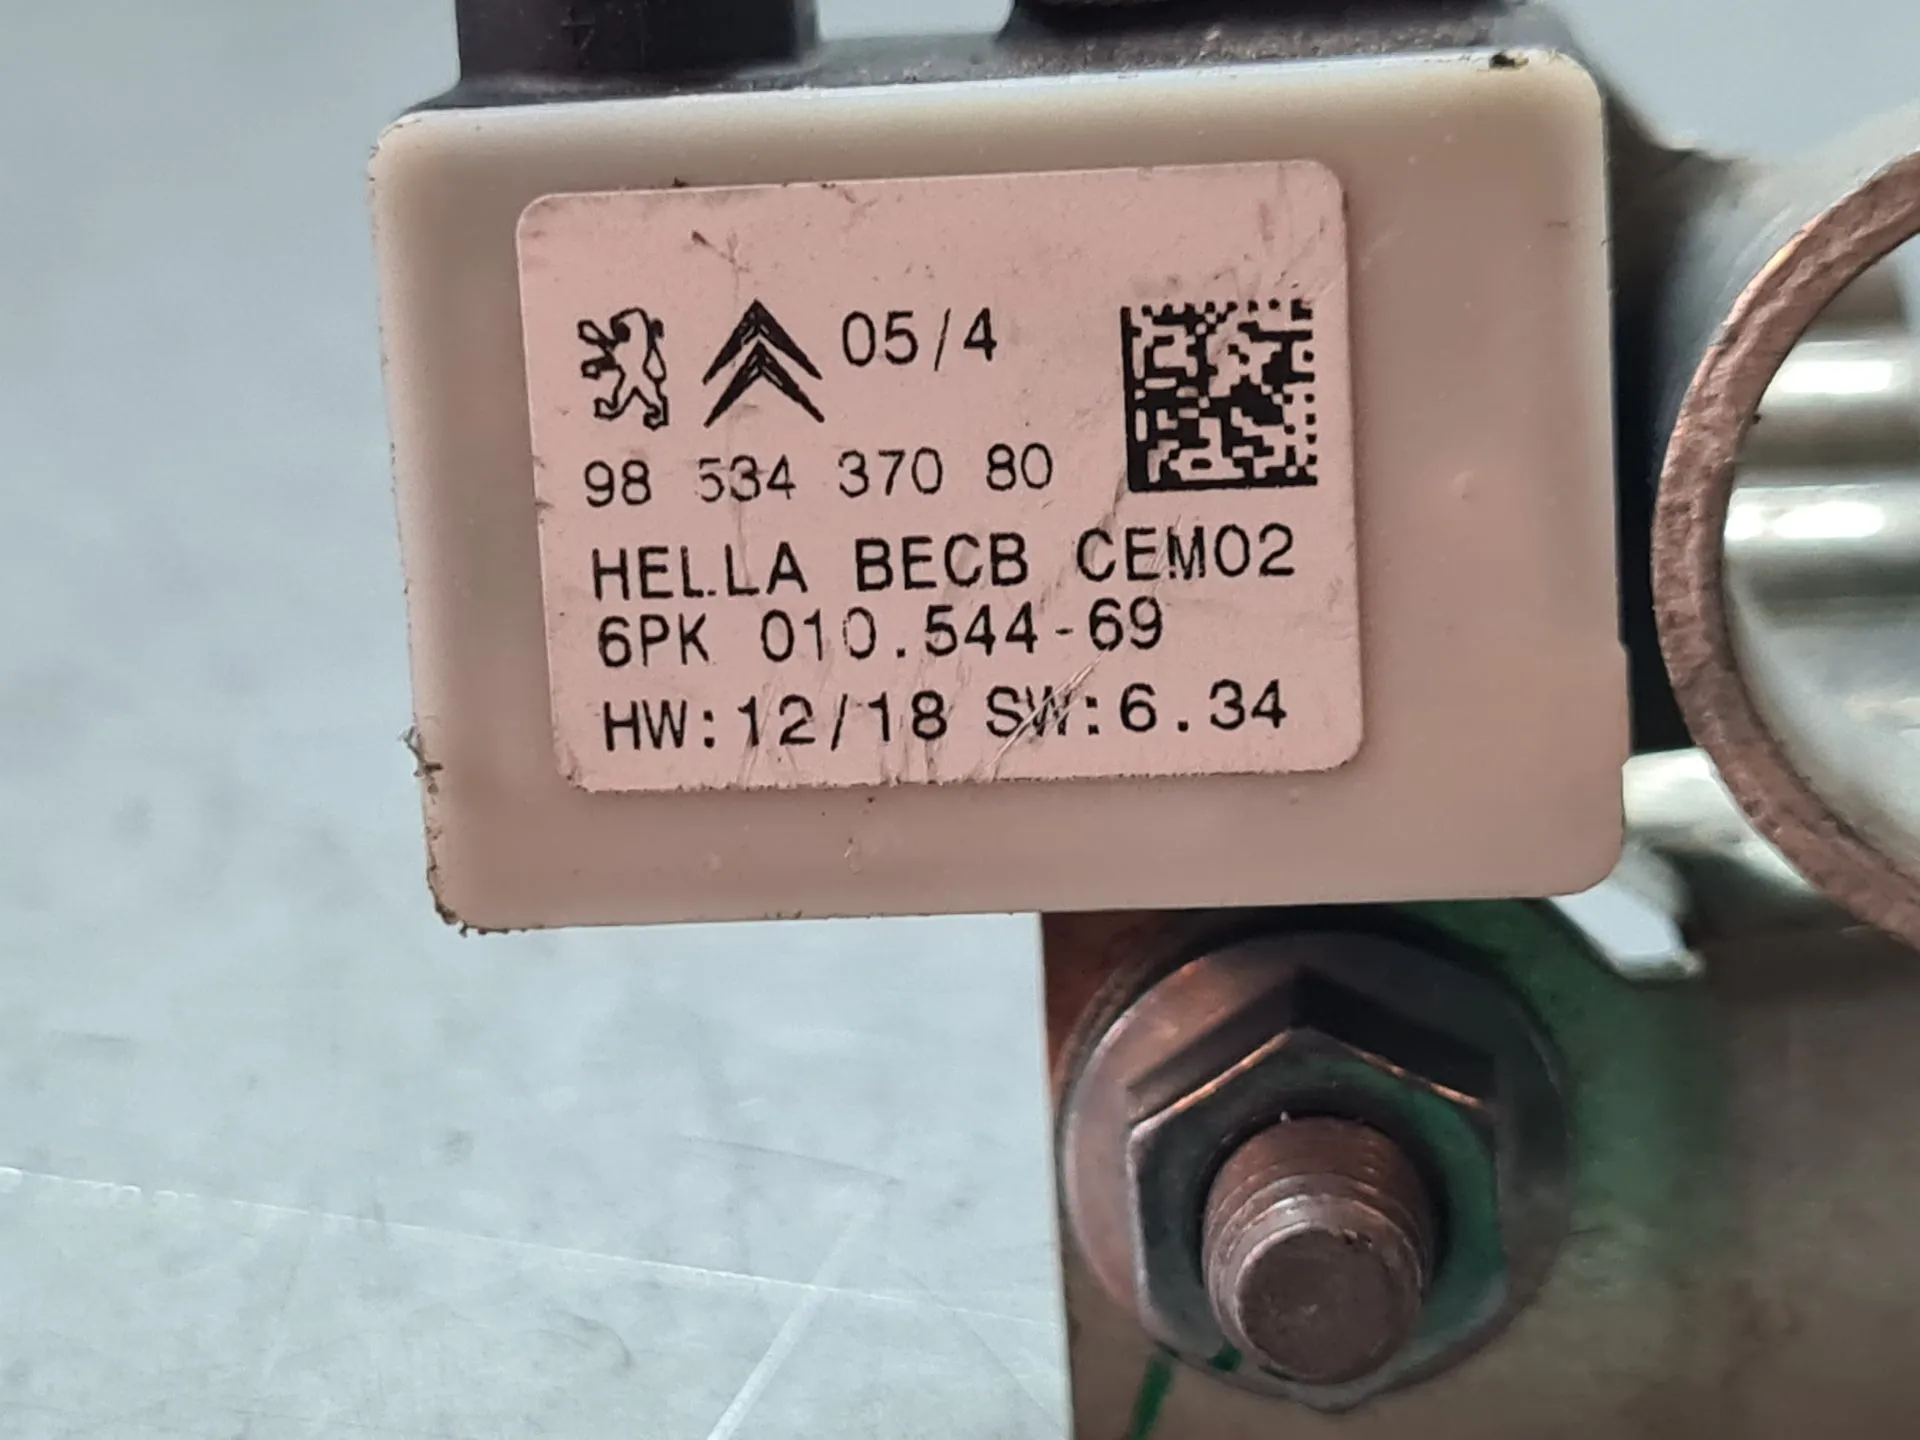 05/4
98 534 370 80
HELLA BECB CEM02
6PK 010.544-69
HW:12/18 SW:6.34